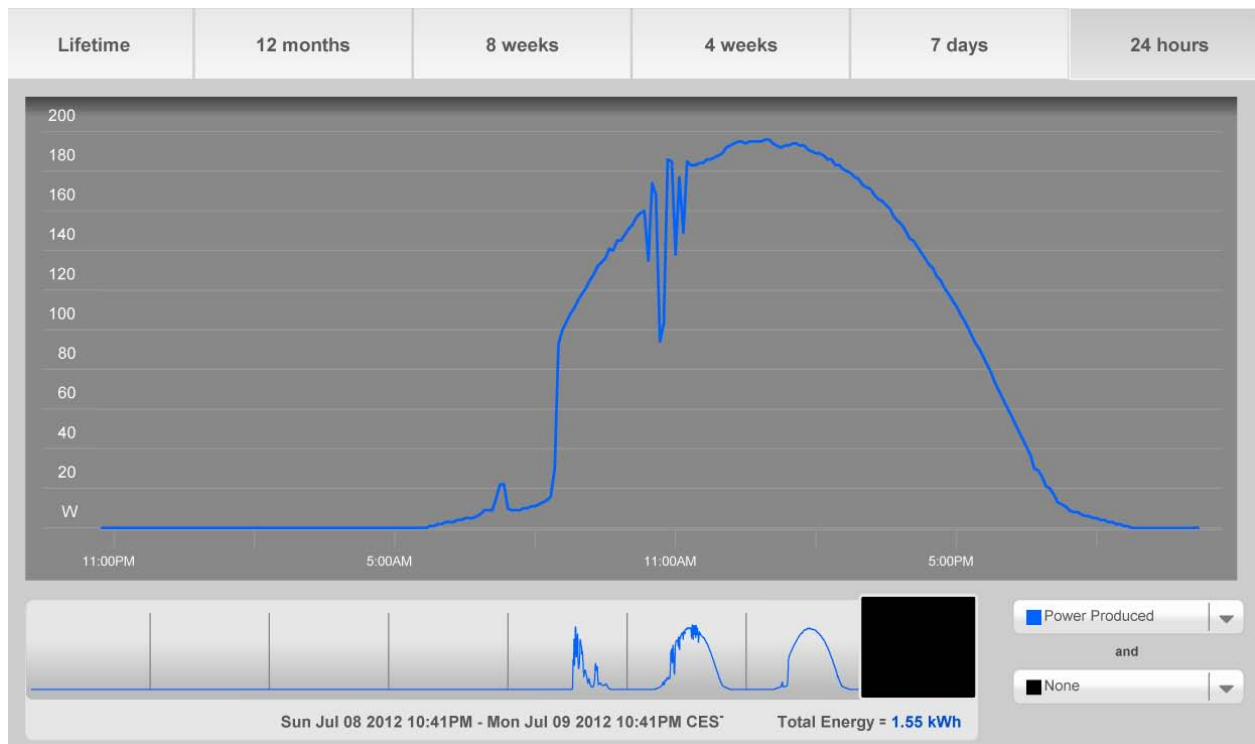 Lifetime 12 months 8 weeks 4 weeks 7 days 24 hours
200
180
160
140
120
100
80
60
40
20
W
11:00PM 5:00AM 11:00AM 5:00PM
Power Produced
and
None
Sun Jul 08 2012 10:41PM - Mon Jul 09 2012 10:41PM CES Total Energy = 1.55 kWh